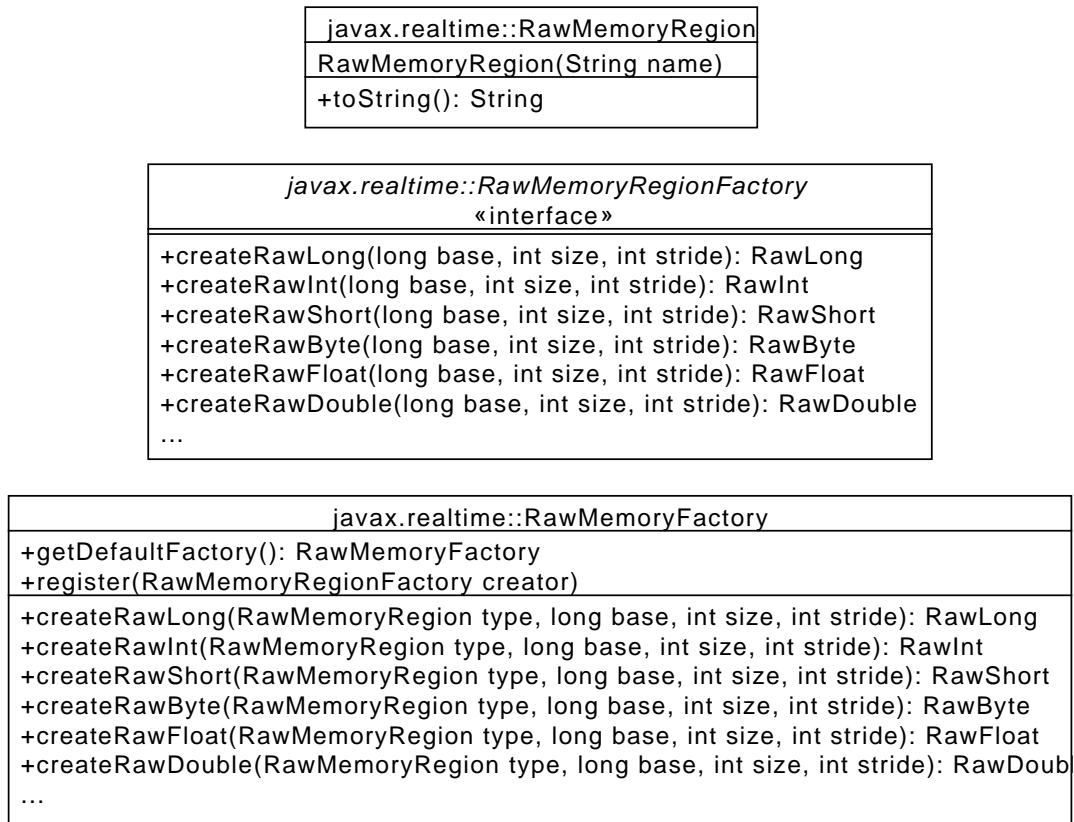 javax.realtime::RawMemoryRegion
RawMemoryRegion(String name)
+toString(): String
javax.realtime::RawMemoryRegionFactory
«interface»
+createRawLong(long base, int size, int stride): RawLong
+createRawInt(long base, int size, int stride): RawInt
+createRawShort(long base, int size, int stride): RawShort
+createRawByte(long base, int size, int stride): RawByte
+createRawFloat(long base, int size, int stride): RawFloat
+createRawDouble(long base, int size, int stride): RawDouble
...
javax.realtime::RawMemoryFactory
+getDefaultFactory(): RawMemoryFactory
+register(RawMemoryRegionFactory creator)
+createRawLong(RawMemoryRegion type, long base, int size, int stride): RawLong
+createRawInt(RawMemoryRegion type, long base, int size, int stride): RawInt
+createRawShort(RawMemoryRegion type, long base, int size, int stride): RawShort
+createRawByte(RawMemoryRegion type, long base, int size, int stride): RawByte
+createRawFloat(RawMemoryRegion type, long base, int size, int stride): RawFloat
+createRawDouble(RawMemoryRegion type, long base, int size, int stride): RawDoubl
...